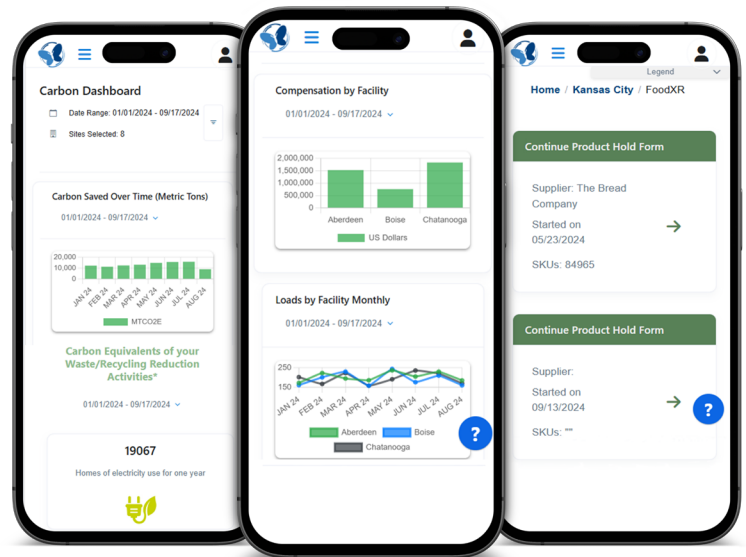 Carbon Dashboard
Date Range: 01/01/2024 - 09/17/2024
Sites Selected: 8
Carbon Saved Over Time (Metric Tons)
01/01/2024 - 09/17/2024
20,000
10,000
0
JAN 24
FEB 24
MAR 24
APR 24
MAY 24
JUN 24
JUL 24
AUG 24
MTCO2E
Carbon Equivalents of your
Waste/Recycling Reduction
Activities*
01/01/2024 - 09/17/2024
19067
Homes of electricity use for one year
Compensation by Facility
01/01/2024 - 09/17/2024
2,000,000
1,500,000
1,000,000
500,000
0
Aberdeen Boise Chatanooga
US Dollars
Loads by Facility Monthly
01/01/2024 - 09/17/2024
250
150
JAN 24
FEB 24
MAR 24
APR 24
MAY 24
JUN 24
JUL 24
AUG 24
Aberdeen Boise
Chatanooga
?
Legend
Home / Kansas City / FoodXR
Continue Product Hold Form
Supplier: The Bread
Company
Started on
05/23/2024
SKUs: 84965
Continue Product Hold Form
Supplier:
Started on
09/13/2024
SKUs: ""
?